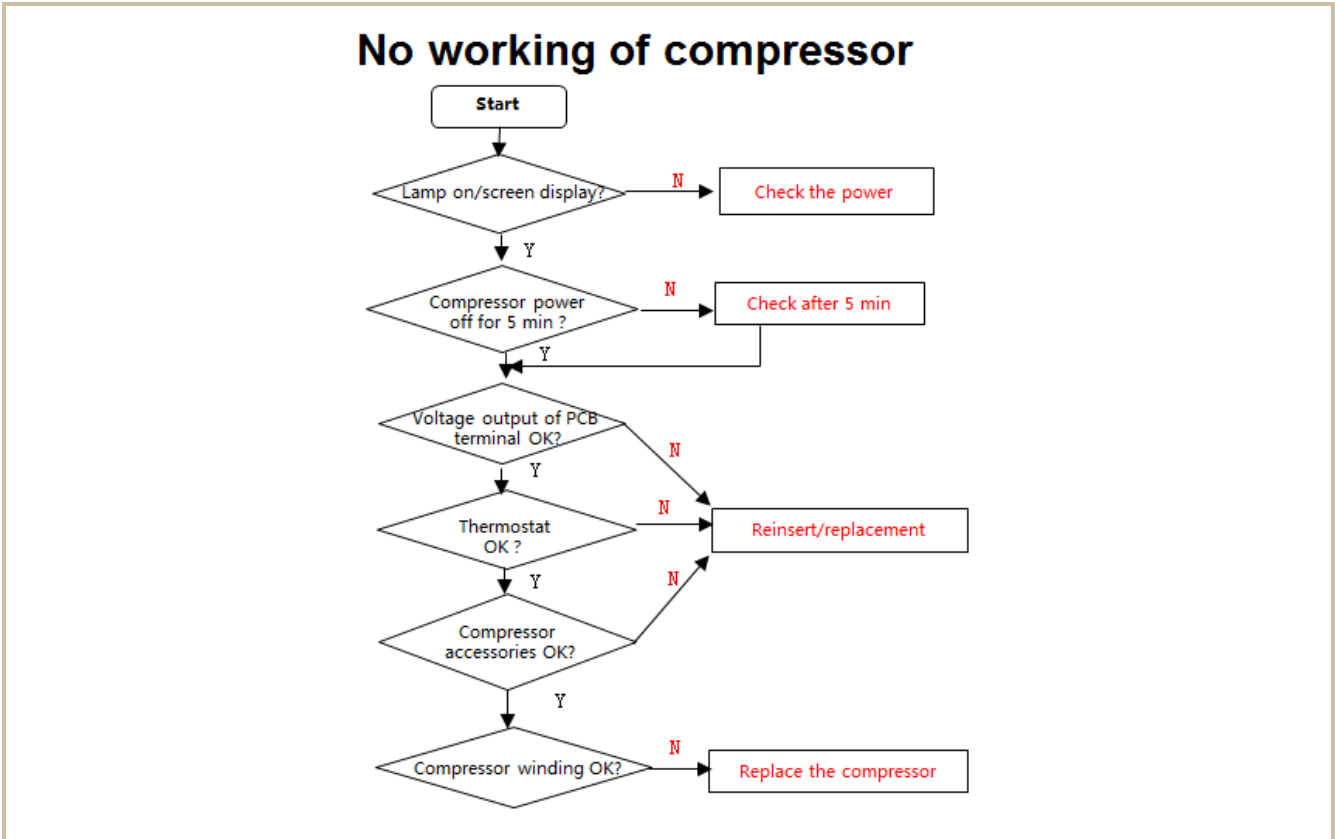 No working of compressor
Start
Lamp on/screen display?
N
Check the power
Y
Compressor power
off for 5 min ?
N
Check after 5 min
Y
Voltage output of PCB
terminal OK?
N
Y
Thermostat
OK ?
N
Reinsert/replacement
Y
Compressor
accessories OK?
N
Y
Compressor winding OK?
N
Replace the compressor